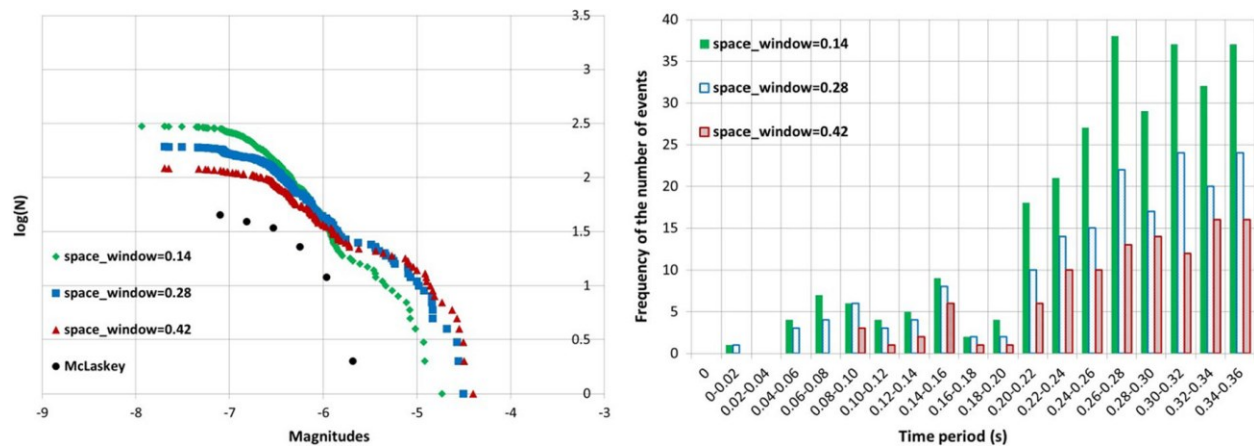 3.5
3
2.5
2
1.5
1
0.5
0
log(N)
space_window=0.14
space_window=0.28
space_window=0.42
McLaskey
-9 -8 -7 -6 -5 -4 -3
Magnitudes
40
35
30
25
20
15
10
5
0
Frequency of the number of events
space_window=0.14
space_window=0.28
space_window=0.42
0 0-0.02 0.02-0.04 0.04-0.06 0.06-0.08 0.08-0.10 0.10-0.12 0.12-0.14 0.14-0.16 0.16-0.18 0.18-0.20 0.20-0.22 0.22-0.24 0.24-0.26 0.26-0.28 0.28-0.30 0.30-0.32 0.32-0.34 0.34-0.36
Time period (s)